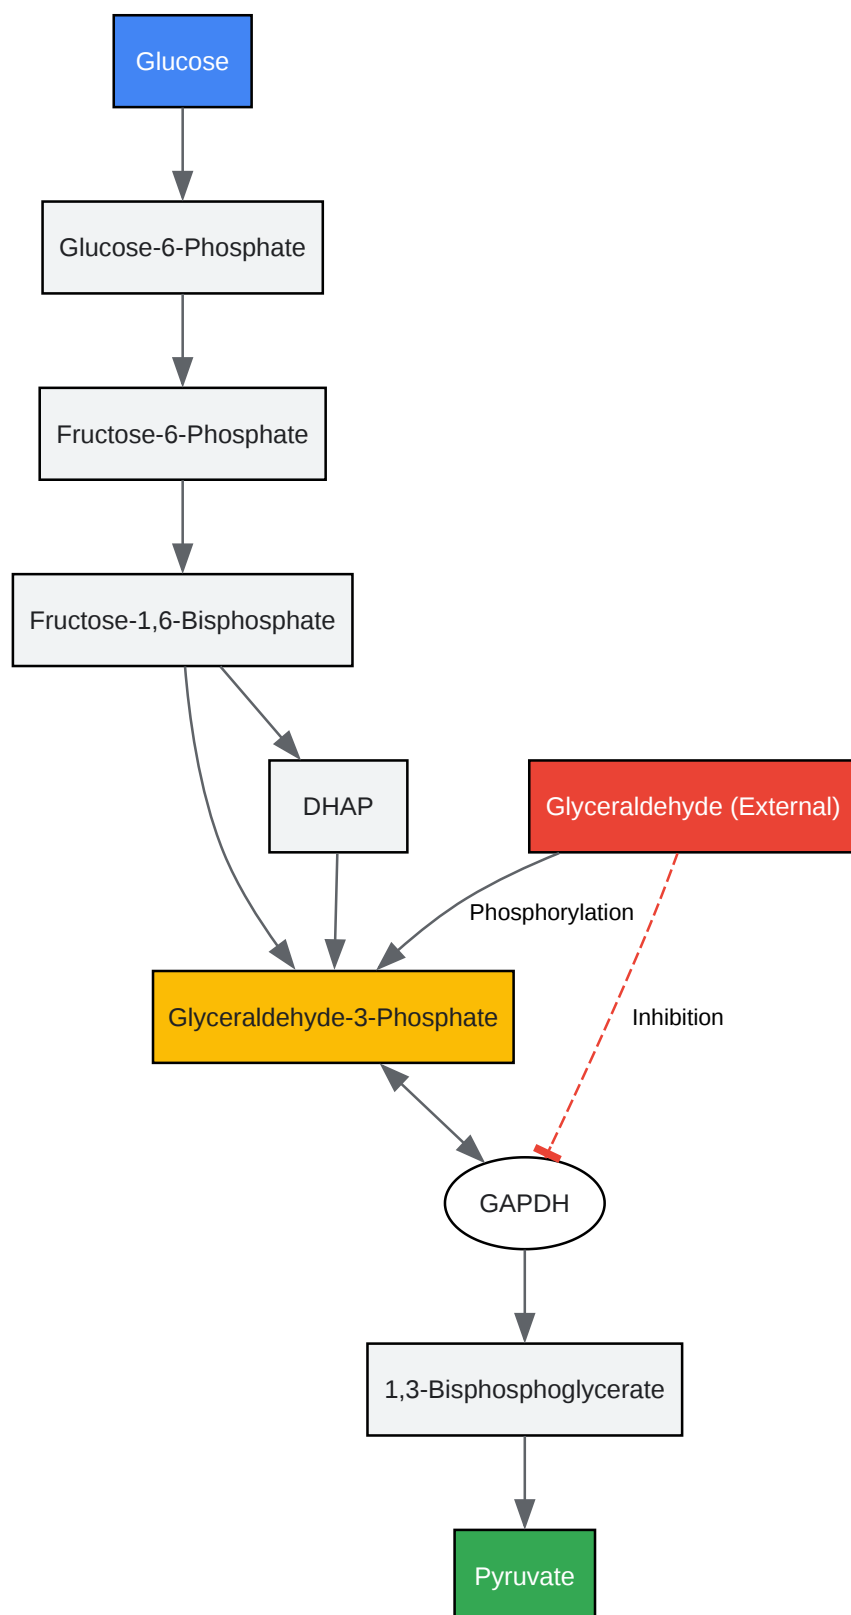 Glucose
Glucose-6-Phosphate
Fructose-6-Phosphate
Fructose-1,6-Bisphosphate
DHAP
Glyceraldehyde (External)
Phosphorylation
Glyceraldehyde-3-Phosphate
Inhibition
GAPDH
1,3-Bisphosphoglycerate
Pyruvate